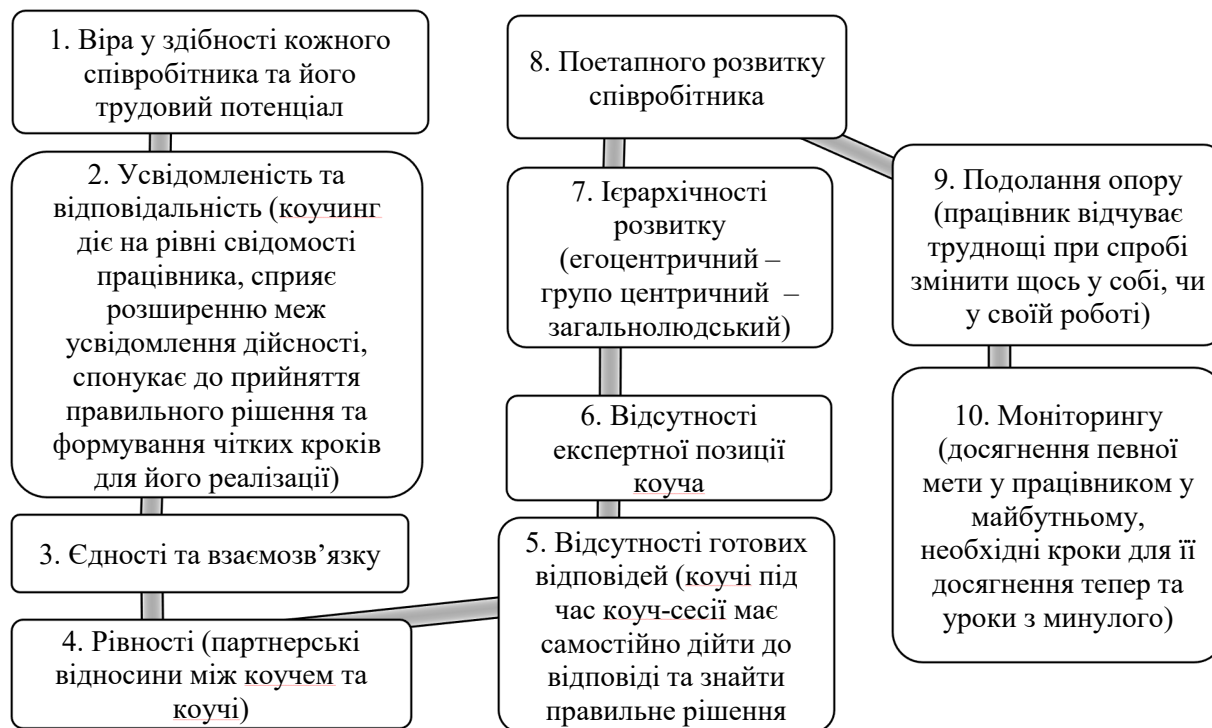 1. Віра у здібності кожного
співробітника та його
трудовий потенціал
2. Усвідомленість та
відповідальність (коучинг
діє на рівні свідомості
працівника, сприяє
розширенню меж
усвідомлення дійсності,
спонукає до прийняття
правильного рішення та
формування чітких кроків
для його реалізації)
3. Єдності та взаємозв’язку
4. Рівності (партнерські
відносини між коучем та
коучі)
5. Відсутності готових
відповідей (коучі під
час коуч-сесії має
самостійно дійти до
відповіді та знайти
правильне рішення
6. Відсутності
експертної позиції
коуча
7. Ієрархічності
розвитку
(егоцентричний –
групо центричний –
загальнолюдський)
8. Поетапного розвитку
співробітника
9. Подолання опору
(працівник відчуває
труднощі при спробі
змінити щось у собі, чи
у своїй роботі)
10. Моніторингу
(досягнення певної
мети у працівником у
майбутньому,
необхідні кроки для її
досягнення тепер та
уроки з минулого)